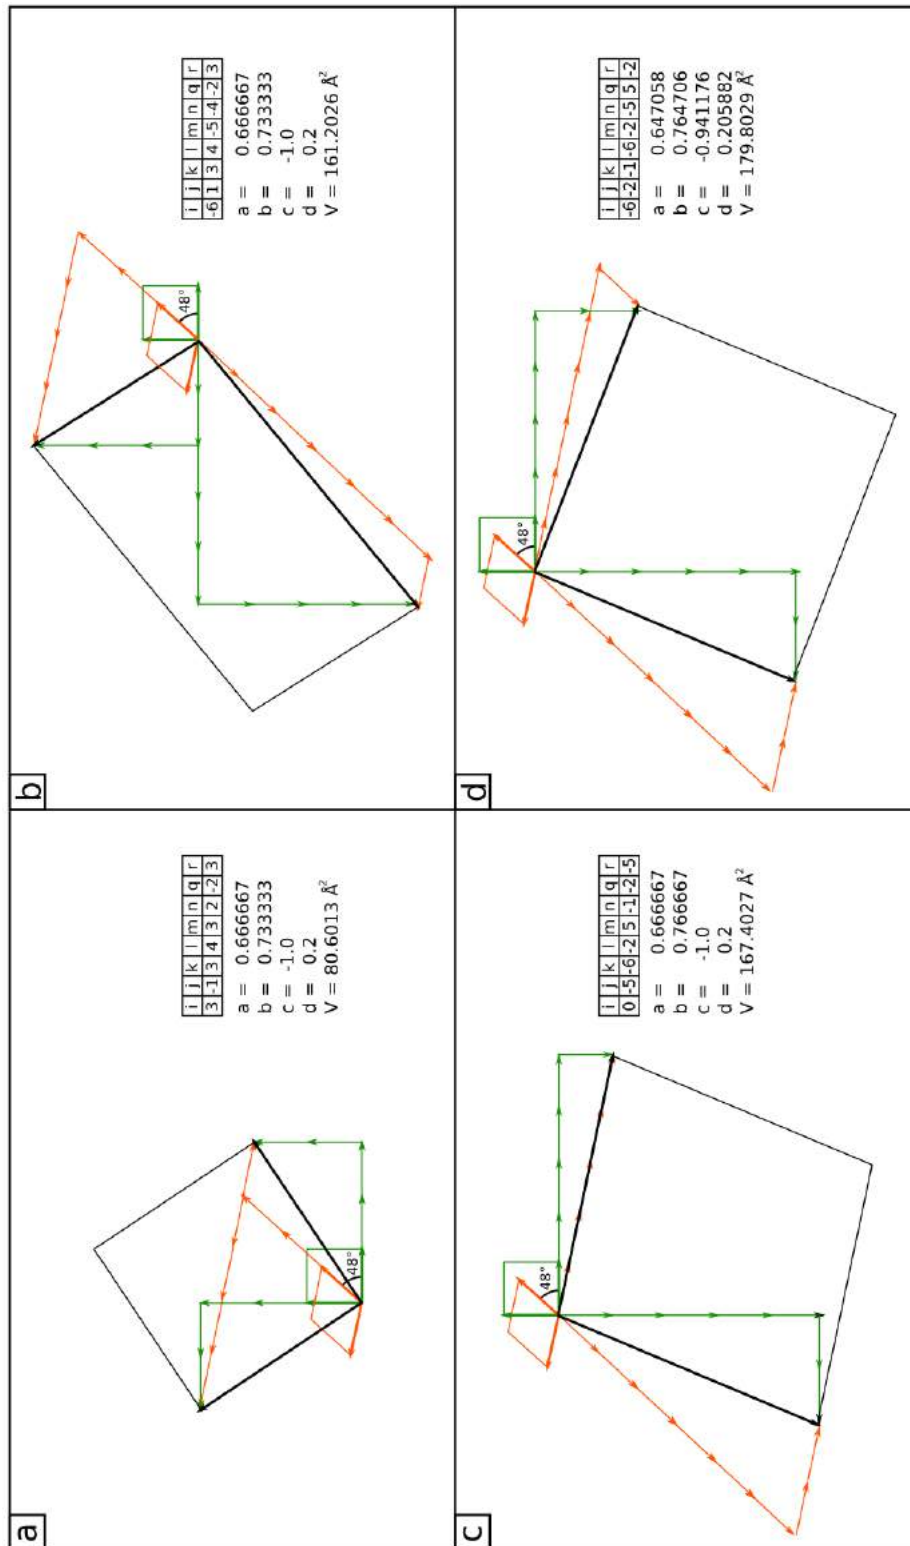 a
i j k l m n q r
3 -1 3 4 3 2 -2 3
a = 0.666667
b = 0.733333
c = -1.0
d = 0.2
V = 80.6013 Å²
48°
b
i j k l m n q r
-6 1 3 4 -5 -4 -2 3
a = 0.666667
b = 0.733333
c = -1.0
d = 0.2
V = 161.2026 Å²
48°
c
i j k l m n q r
0 -5 -6 -2 5 -1 -2 -5
a = 0.666667
b = 0.766667
c = -1.0
d = 0.2
V = 167.4027 Å²
48°
d
i j k l m n q r
-6 -2 -1 -6 -2 -5 5 -2
a = 0.647058
b = 0.764706
c = -0.941176
d = 0.205882
V = 179.8029 Å²
48°